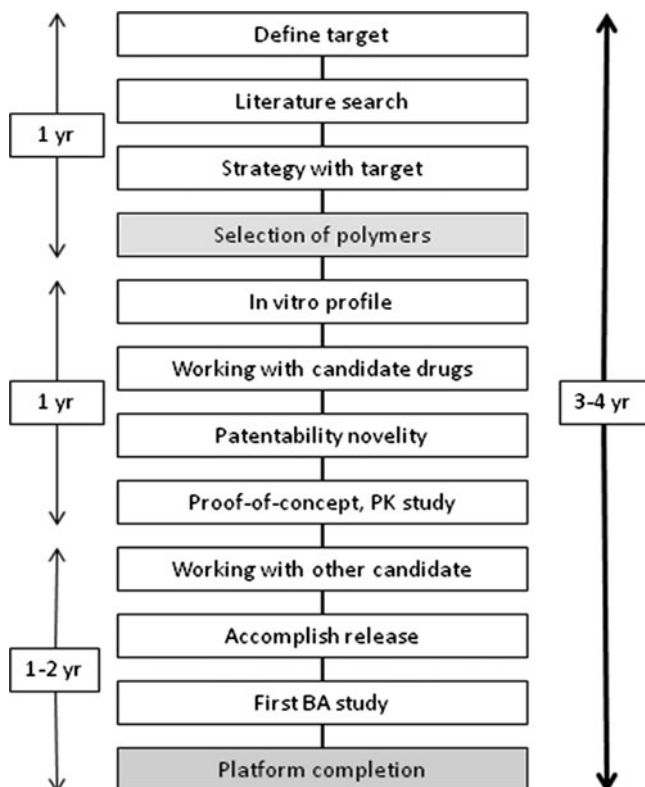 Define target
Literature search
1 yr
Strategy with target
Selection of polymers
In vitro profile
Working with candidate drugs
1 yr
3-4 yr
Patentability novelity
Proof-of-concept, PK study
Working with other candidate
Accomplish release
1-2 yr
First BA study
Platform completion